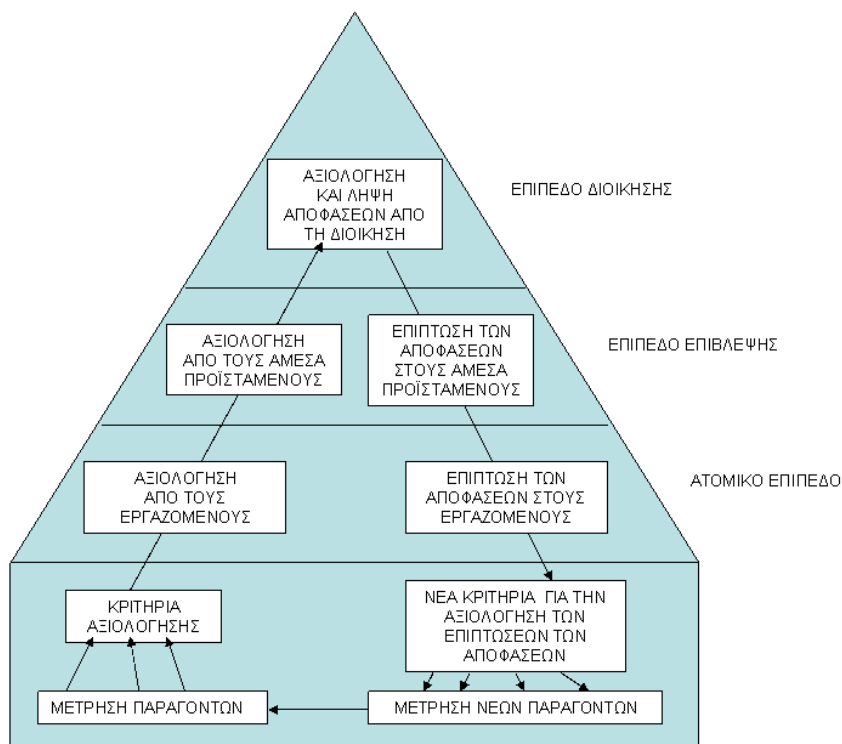 ΑΞΙΟΛΟΓΗΣΗ
ΚΑΙ ΛΗΨΗ
ΑΠΟΦΑΣΕΩΝ ΑΠΟ
ΤΗ ΔΙΟΙΚΗΣΗ
ΕΠΙΠΕΔΟ ΔΙΟΙΚΗΣΗΣ
ΑΞΙΟΛΟΓΗΣΗ
ΑΠΟ ΤΟΥΣ ΑΜΕΣΑ
ΠΡΟΪΣΤΑΜΕΝΟΥΣ
ΕΠΙΠΤΩΣΗ ΤΩΝ
ΑΠΟΦΑΣΕΩΝ
ΣΤΟΥΣ ΑΜΕΣΑ
ΠΡΟΪΣΤΑΜΕΝΟΥΣ
ΕΠΙΠΕΔΟ ΕΠΙΒΛΕΨΗΣ
ΑΞΙΟΛΟΓΗΣΗ
ΑΠΟ ΤΟΥΣ
ΕΡΓΑΖΟΜΕΝΟΥΣ
ΕΠΙΠΤΩΣΗ ΤΩΝ
ΑΠΟΦΑΣΕΩΝ ΣΤΟΥΣ
ΕΡΓΑΖΟΜΕΝΟΥΣ
ΑΤΟΜΙΚΟ ΕΠΙΠΕΔΟ
ΚΡΙΤΗΡΙΑ
ΑΞΙΟΛΟΓΗΣΗΣ
ΝΕΑ ΚΡΙΤΗΡΙΑ ΓΙΑ ΤΗΝ
ΑΞΙΟΛΟΓΗΣΗ ΤΩΝ
ΕΠΙΠΤΩΣΕΩΝ ΤΩΝ
ΑΠΟΦΑΣΕΩΝ
ΜΕΤΡΗΣΗ ΠΑΡΑΓΟΝΤΩΝ
ΜΕΤΡΗΣΗ ΝΕΩΝ ΠΑΡΑΓΟΝΤΩΝ